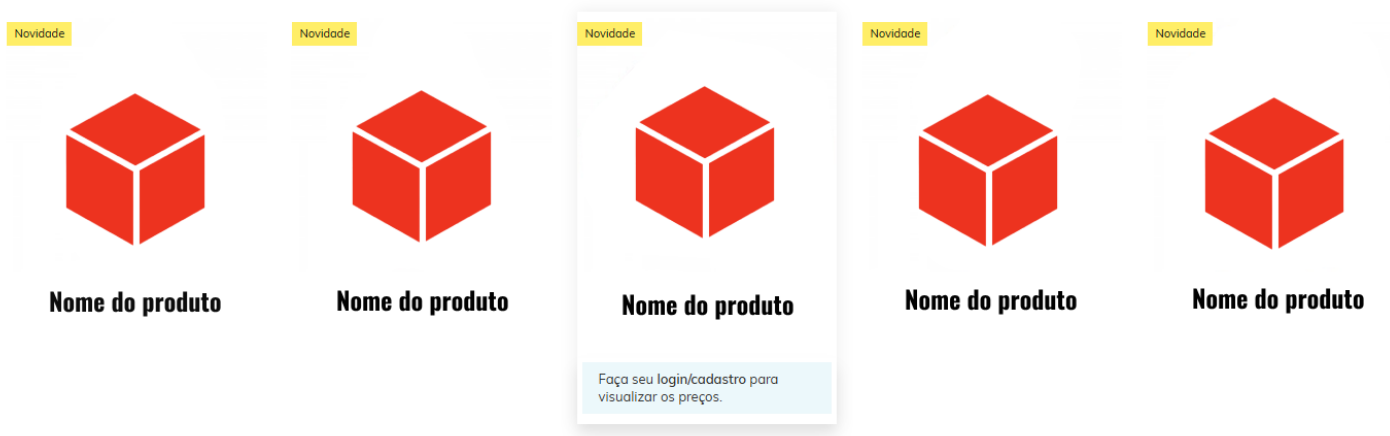 Novidade
Novidade
Novidade
Novidade
Novidade
Nome do produto
Nome do produto
Nome do produto
Nome do produto
Nome do produto
Faça seu login/cadastro para
visualizar os preços.